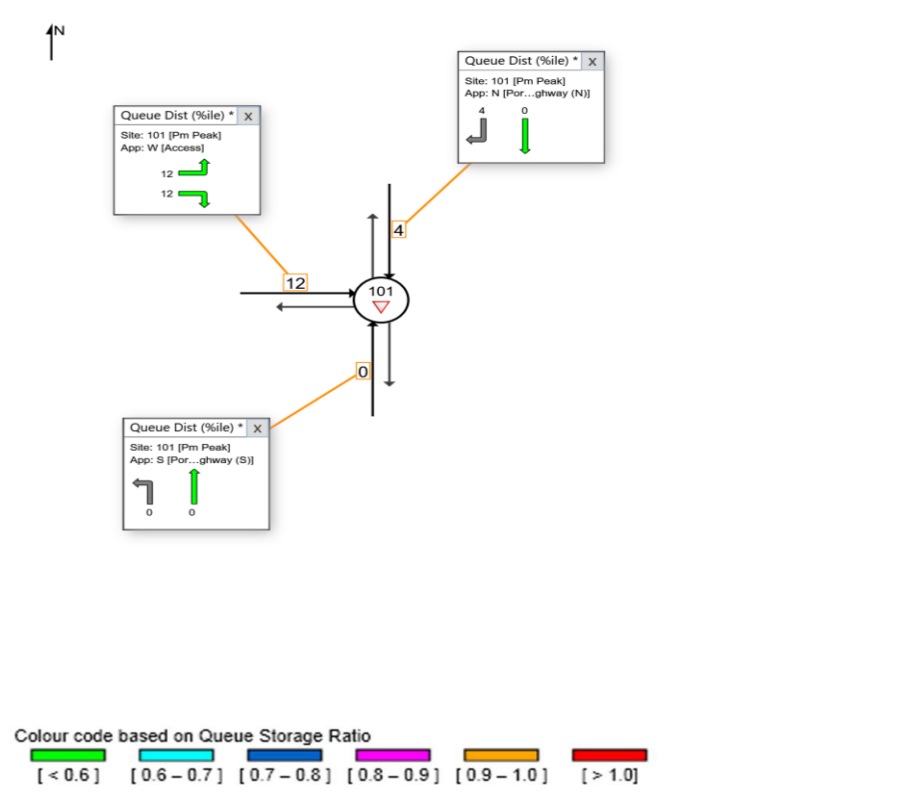 N
Queue Dist (%ile) * x
Site: 101 [Pm Peak]
App: N [Por...ghway (N)]
4 0
Queue Dist (%ile) * x
Site: 101 [Pm Peak]
App: W [Access]
12
12
4
12
101
0
Queue Dist (%ile) * x
Site: 101 [Pm Peak]
App: S [Por...ghway (S)]
0 0
Colour code based on Queue Storage Ratio
[ < 0.6 ] [ 0.6 – 0.7 ] [ 0.7 – 0.8 ] [ 0.8 – 0.9 ] [ 0.9 – 1.0 ] [ > 1.0]